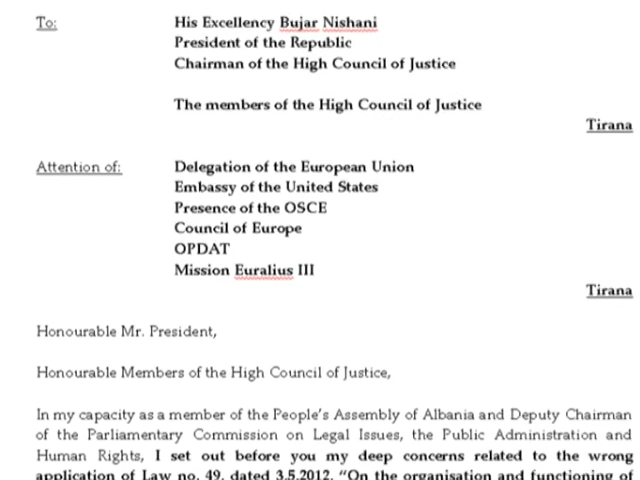 To: His Excellency Bujar Nishani
President of the Republic
Chairman of the High Council of Justice
The members of the High Council of Justice
Tirana
Attention of: Delegation of the European Union
Embassy of the United States
Presence of the OSCE
Council of Europe
OPDAT
Mission Euralius III
Tirana
Honourable Mr. President,
Honourable Members of the High Council of Justice,
In my capacity as a member of the People's Assembly of Albania and Deputy Chairman
of the Parliamentary Commission on Legal Issues, the Public Administration and
Human Rights, I set out before you my deep concerns related to the wrong
application of Law no. 49, dated 3.5.2012, "On the organisation and functioning of